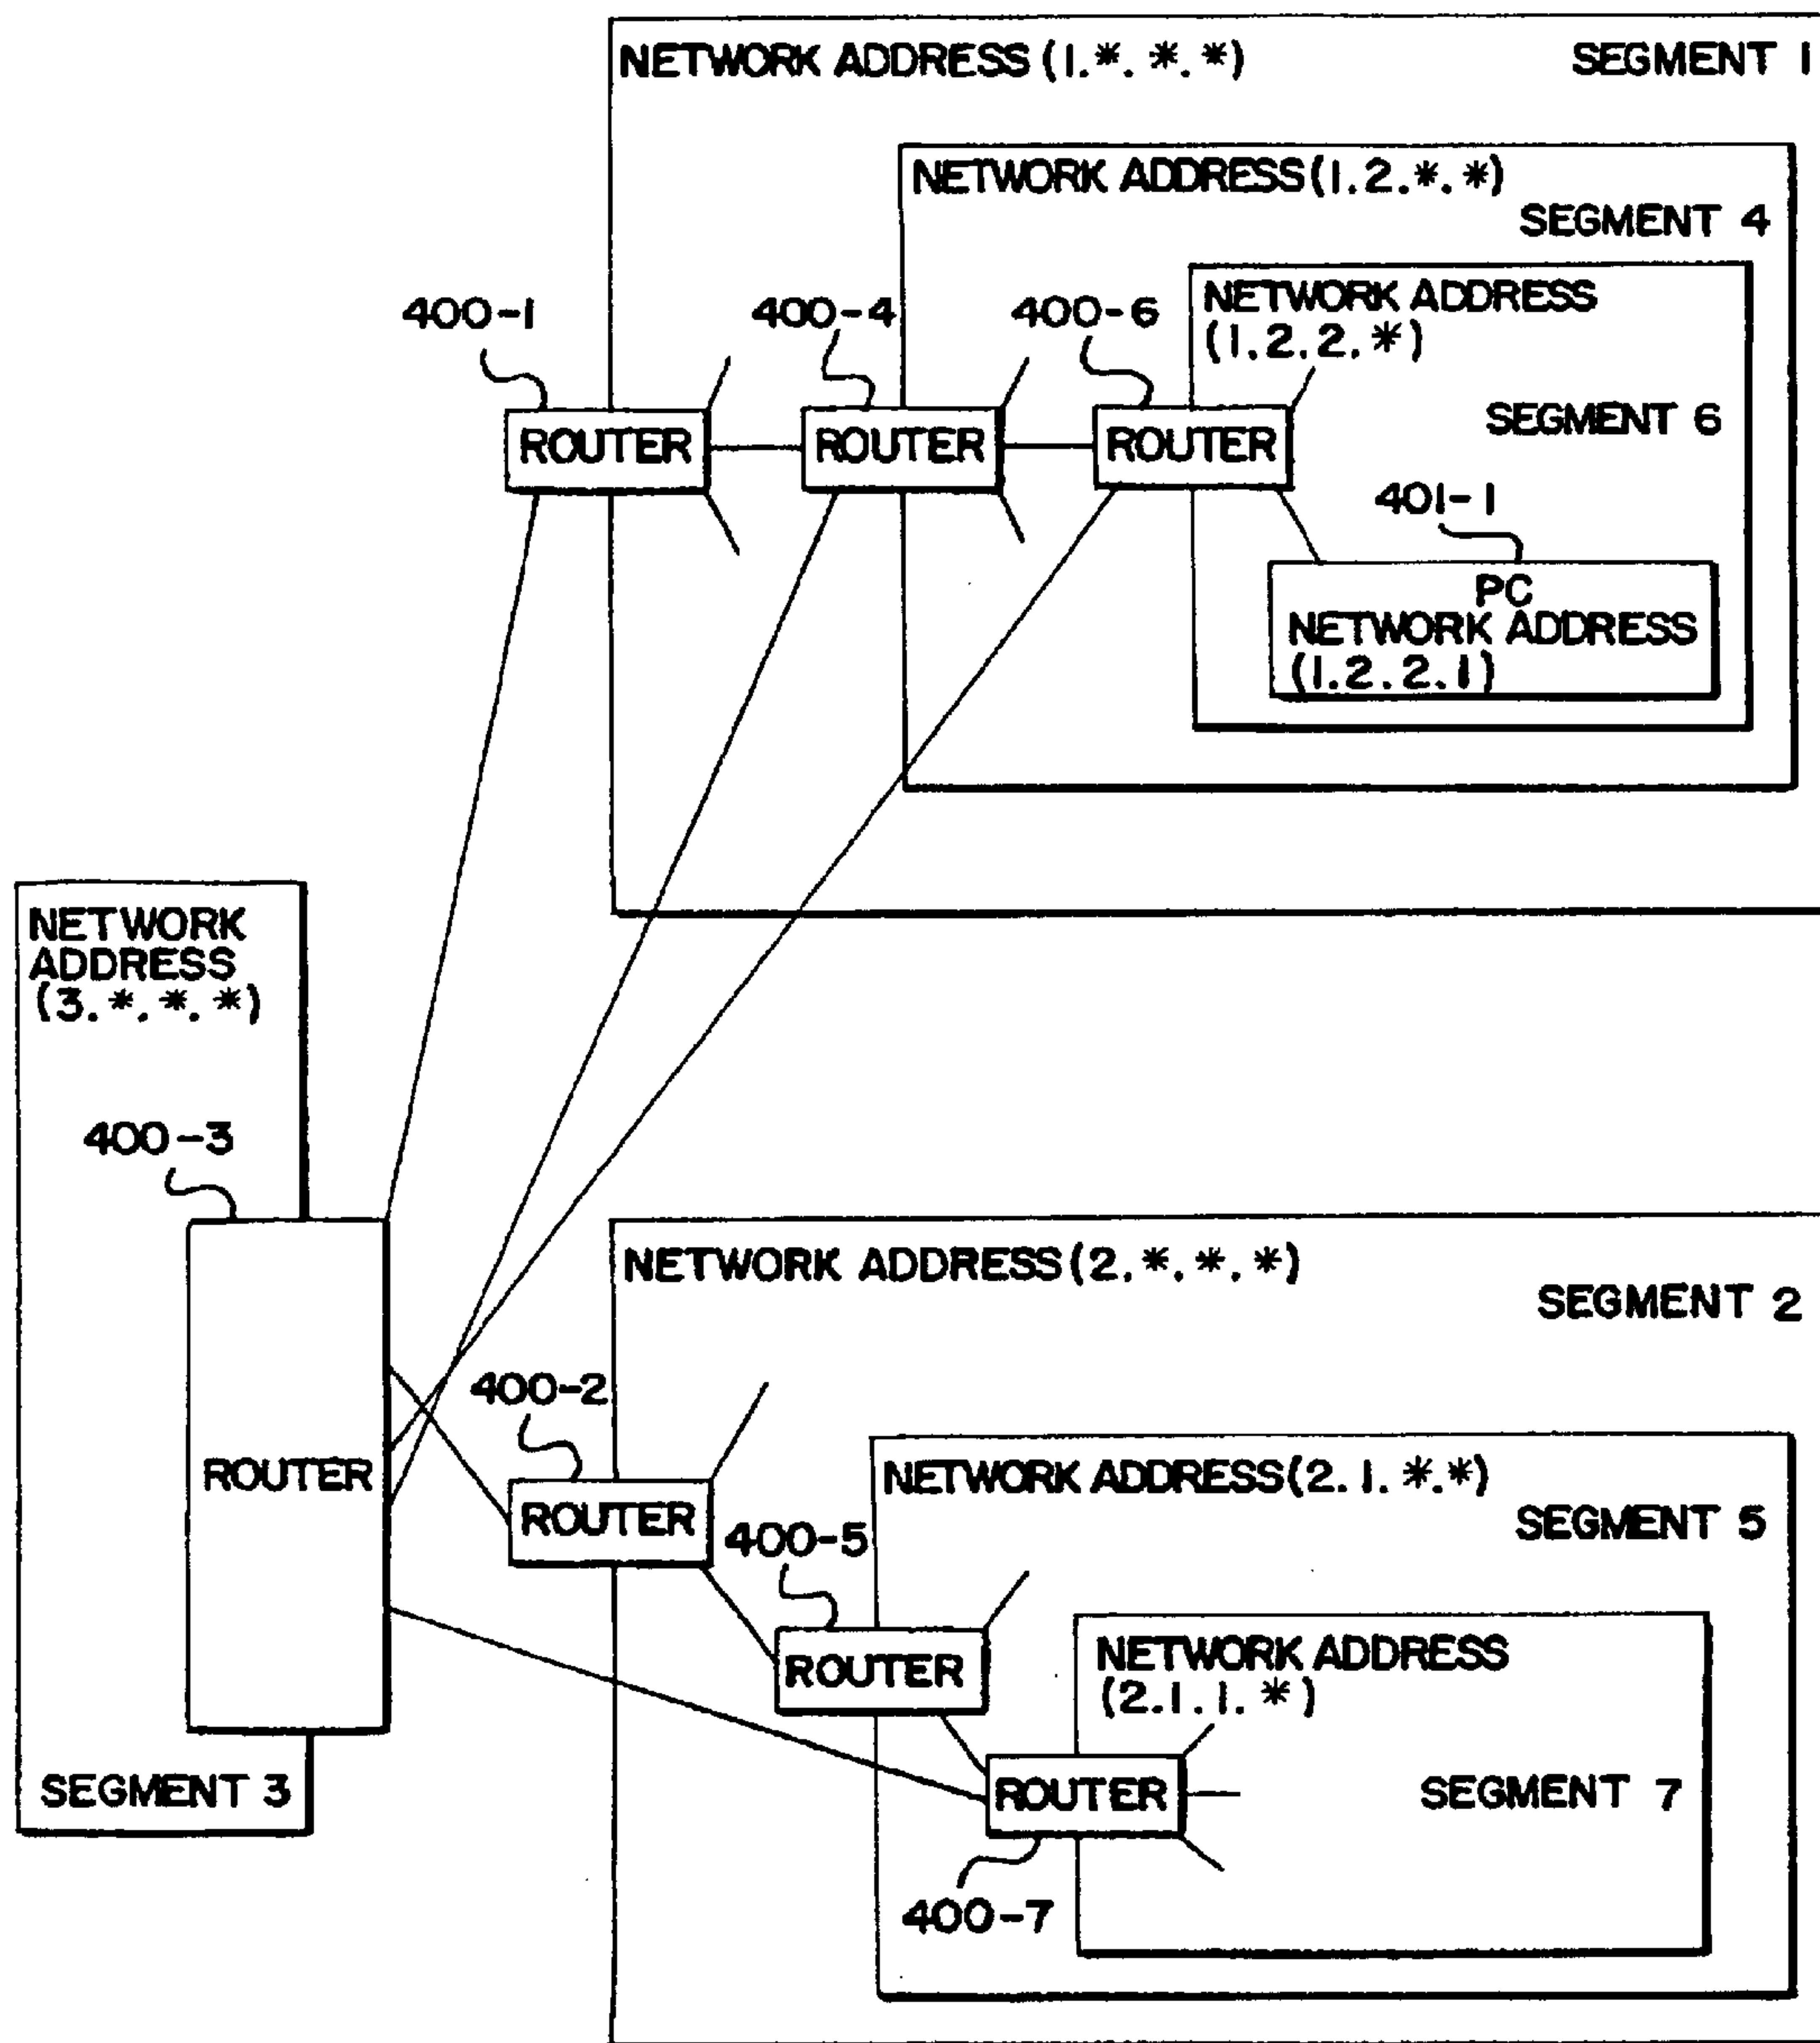 NETWORK ADDRESS (1.*.*.*)
SEGMENT 1
NETWORK ADDRESS (1.2.*.*)
SEGMENT 4
400-1
400-4
400-6
NETWORK ADDRESS
(1.2.2.*)
ROUTER
ROUTER
ROUTER
SEGMENT 6
401-1
PC
NETWORK ADDRESS
(1.2.2.1)
NETWORK
ADDRESS
(3.*.*.*)
400-3
ROUTER
SEGMENT 3
NETWORK ADDRESS (2.*.*.*)
SEGMENT 2
400-2
ROUTER
NETWORK ADDRESS (2.1.*.*)
SEGMENT 5
400-5
ROUTER
NETWORK ADDRESS
(2.1.1.*)
ROUTER
SEGMENT 7
400-7